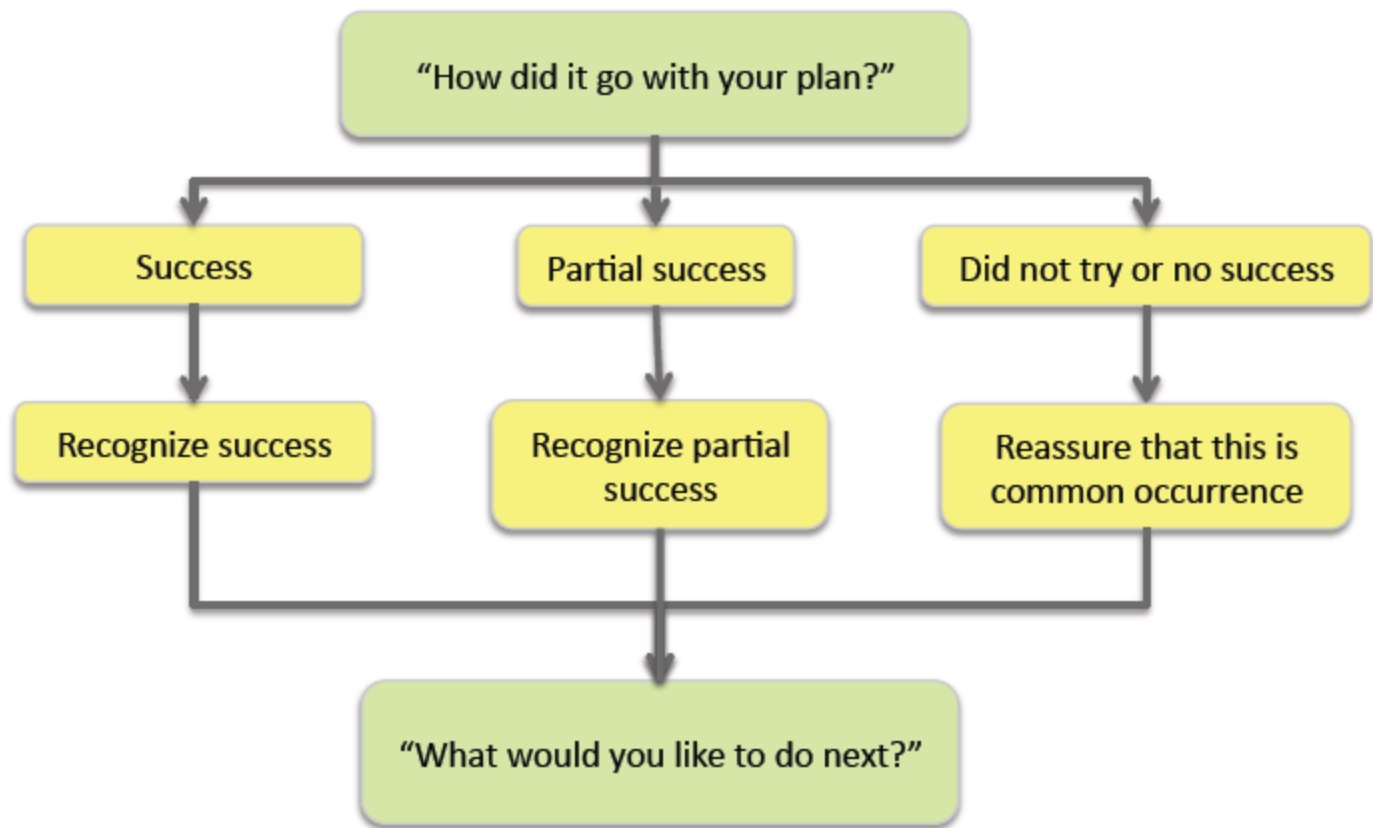 “How did it go with your plan?”
Success
Partial success
Did not try or no success
Recognize success
Recognize partial
success
Reassure that this is
common occurrence
“What would you like to do next?”